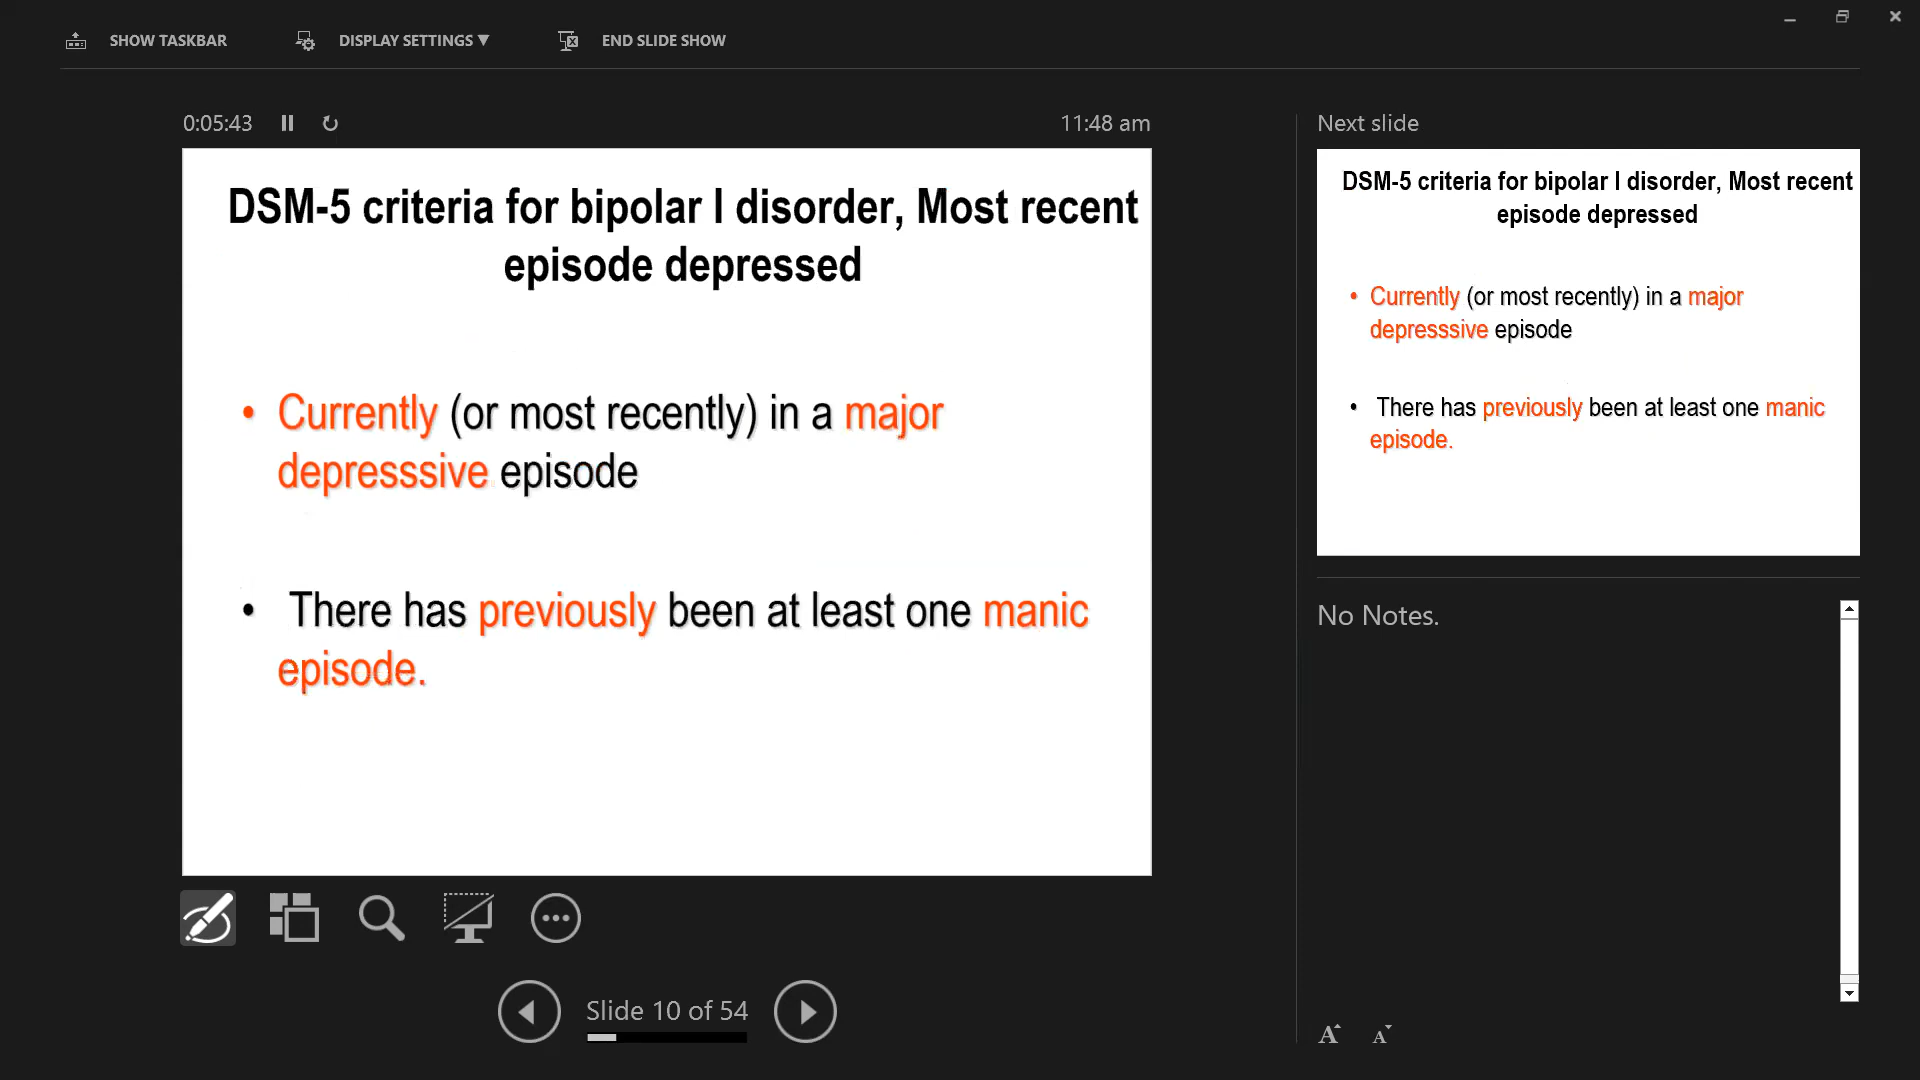 SHOW TASKBAR
DISPLAY SETTINGS ▼
END SLIDE SHOW
0:05:43
11:48 am
DSM-5 criteria for bipolar I disorder, Most recent
episode depressed
• Currently (or most recently) in a major
depresssive episode
• There has previously been at least one manic
episode.
Slide 10 of 54
Next slide
DSM-5 criteria for bipolar I disorder, Most recent
episode depressed
• Currently (or most recently) in a major
depresssive episode
• There has previously been at least one manic
episode.
No Notes.
A
A